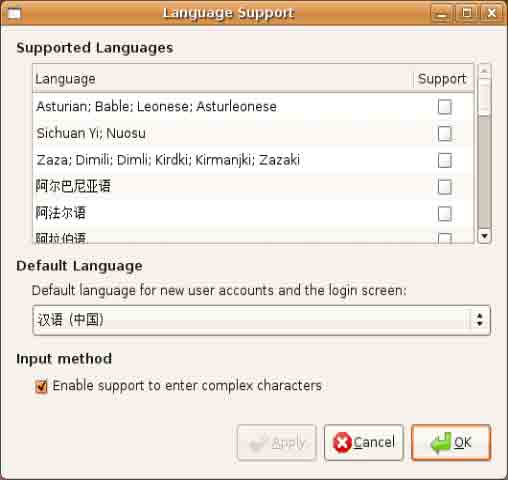 Language Support
Supported Languages
Language Support
Asturian; Bable; Leonese; Asturleonese
Sichuan Yi; Nuosu
Zaza; Dimili; Dimli; Kirdki; Kirmanjki; Zazaki
阿尔巴尼亚语
阿法尔语
阿拉伯语
Default Language
Default language for new user accounts and the login screen:
汉语 (中国)
Input method
Enable support to enter complex characters
Apply Cancel OK